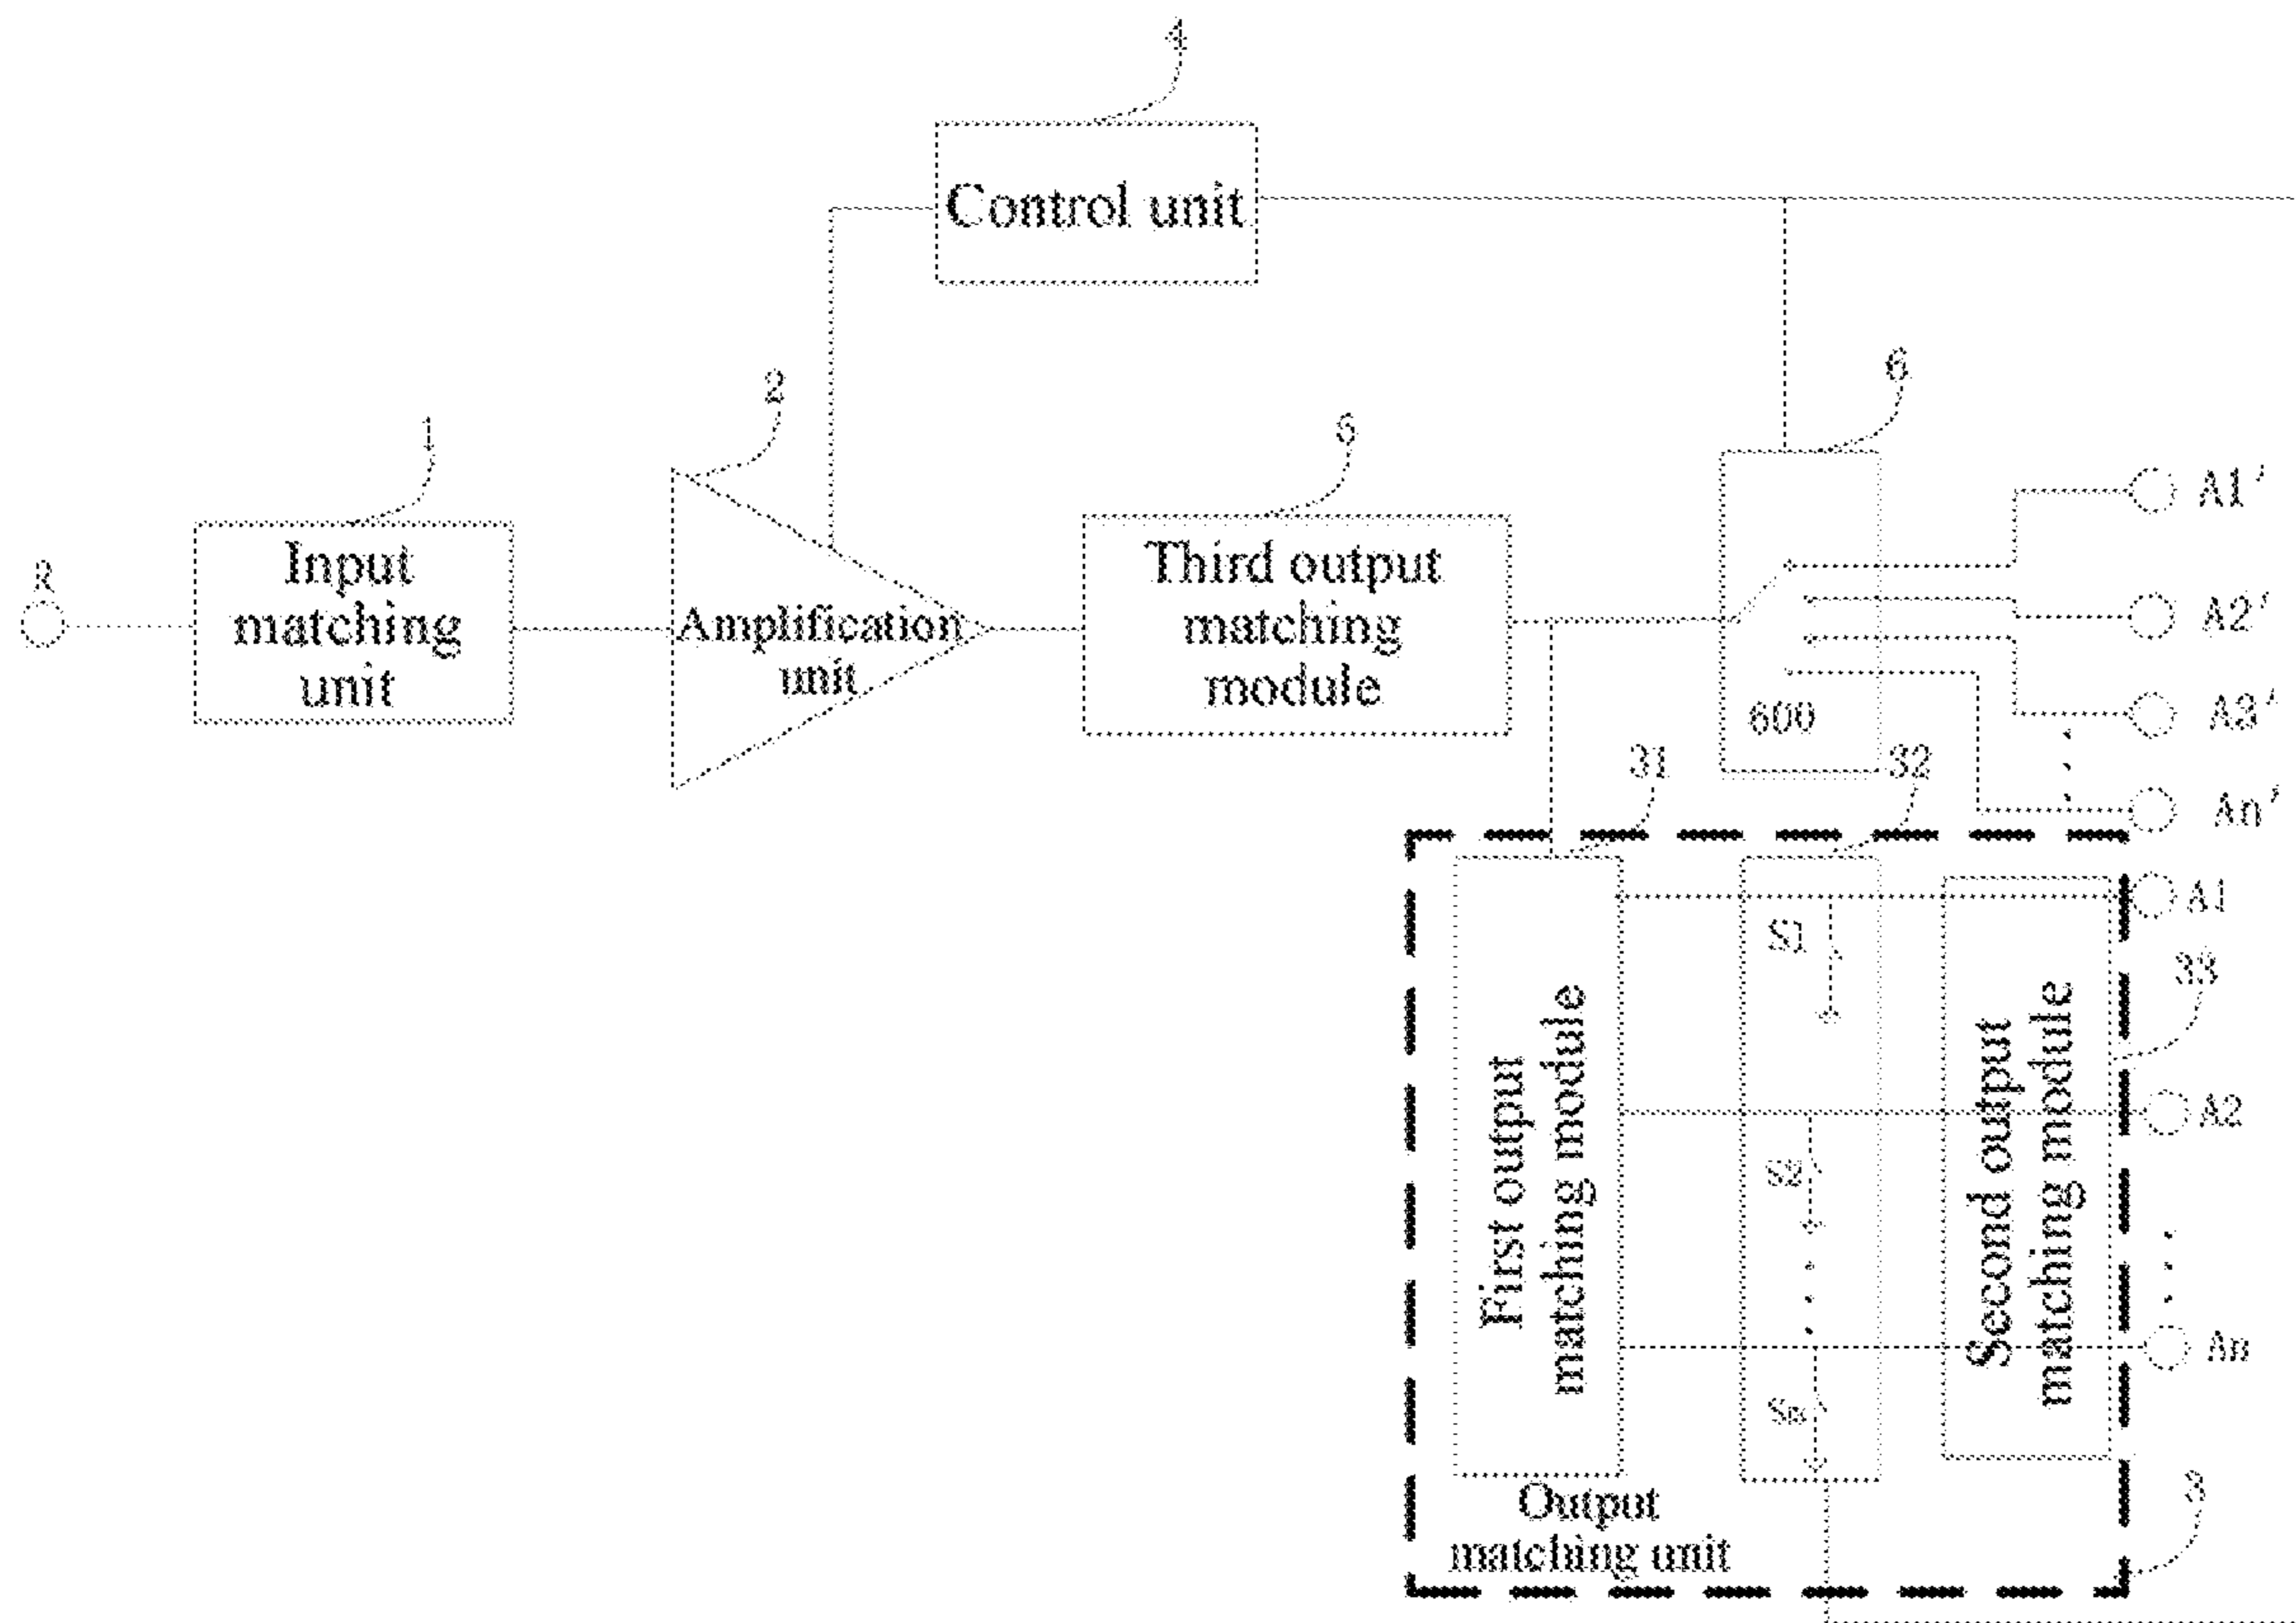 4
Control unit
2
6
1
5
A1'
R
Input
matching
unit
Amplification
unit
Third output
matching
module
A2'
600
A3'
31
32
An'
A1
S1
33
First output
matching module
Second output
matching module
A2
S2
An
Sn
Output
matching unit
3